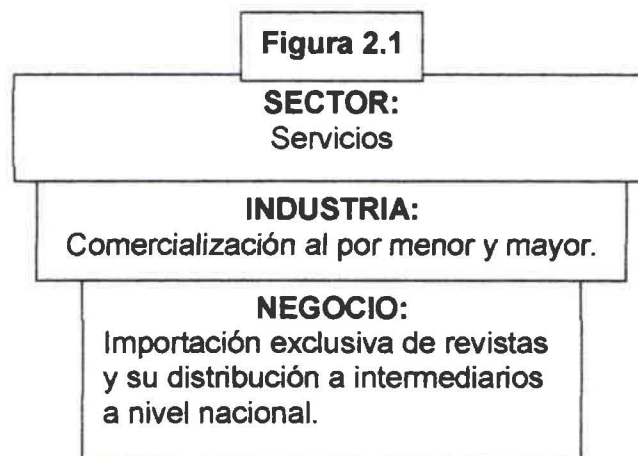 Figura 2.1
SECTOR:
Servicios
INDUSTRIA:
Comercialización al por menor y mayor.
NEGOCIO:
Importación exclusiva de revistas
y su distribución a intermediarios
a nivel nacional.